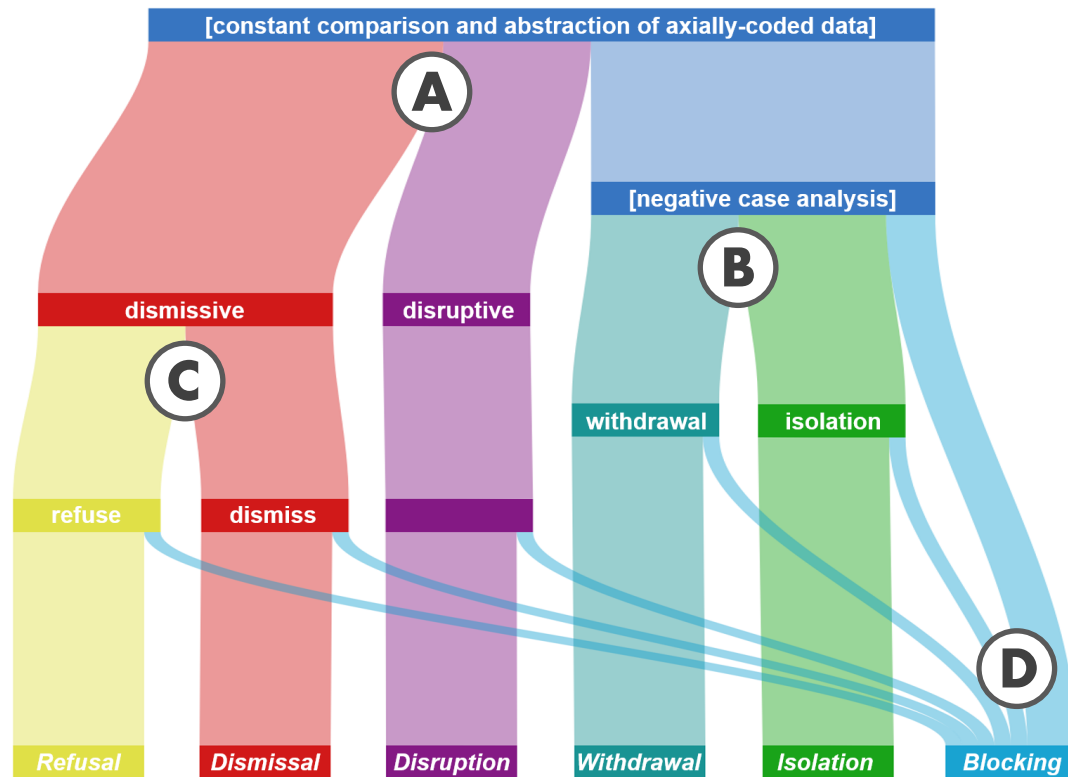 [constant comparison and abstraction of axially-coded data]
A
[negative case analysis]
B
dismissive
disruptive
C
withdrawal
isolation
refuse
dismiss
D
Refusal
Dismissal
Disruption
Withdrawal
Isolation
Blocking